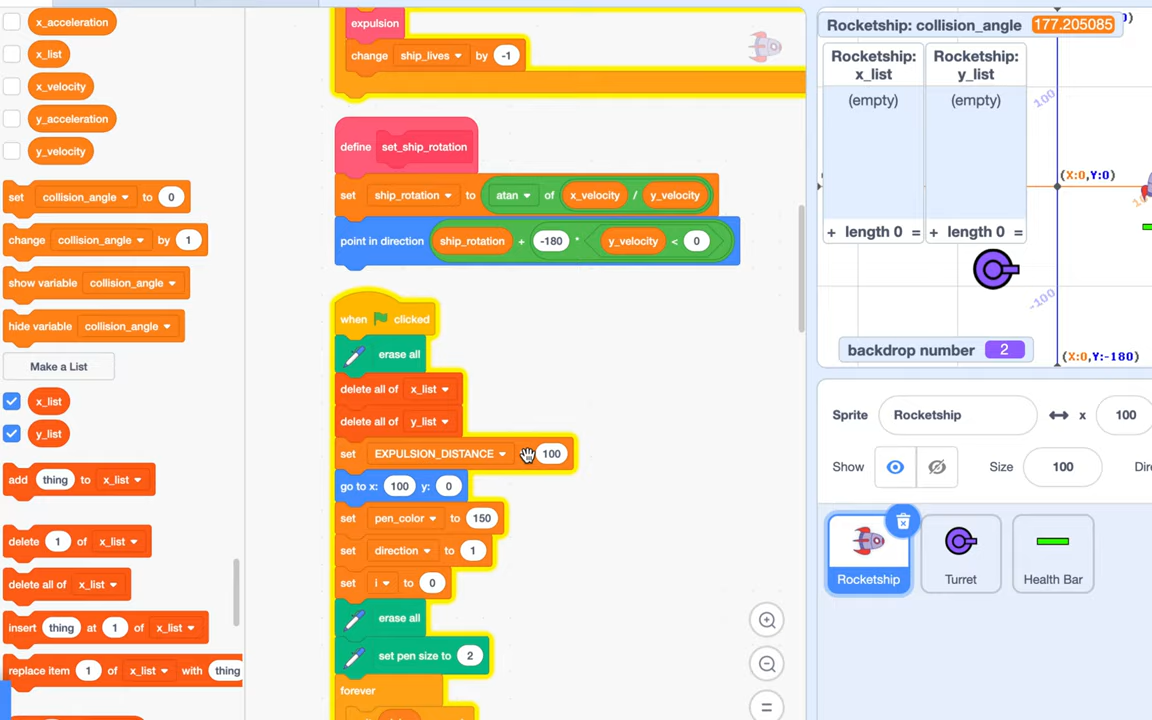 x_acceleration
x_list
x_velocity
y_acceleration
y_velocity
set collision_angle to 0
change collision_angle by 1
show variable collision_angle
hide variable collision_angle
Make a List
x_list
y_list
add thing to x_list
delete 1 of x_list
delete all of x_list
insert thing at 1 of x_list
replace item 1 of x_list with thing
expulsion
change ship_lives by -1
define set_ship_rotation
set ship_rotation to atan of x_velocity / y_velocity
point in direction ship_rotation + -180 * y_velocity < 0
when clicked
erase all
delete all of x_list
delete all of y_list
set EXPULSION_DISTANCE 100
go to x: 100 y: 0
set pen_color to 150
set direction to 1
set i to 0
erase all
set pen size to 2
forever
Rocketship: collision_angle 177.205085
Rocketship: x_list
(empty)
+ length 0 =
Rocketship: y_list
(empty)
+ length 0 =
100
(X:0,Y:0)
-100
(X:0,Y:-180)
backdrop number 2
Sprite Rocketship x 100
Show Size 100
Rocketship
Turret
Health Bar